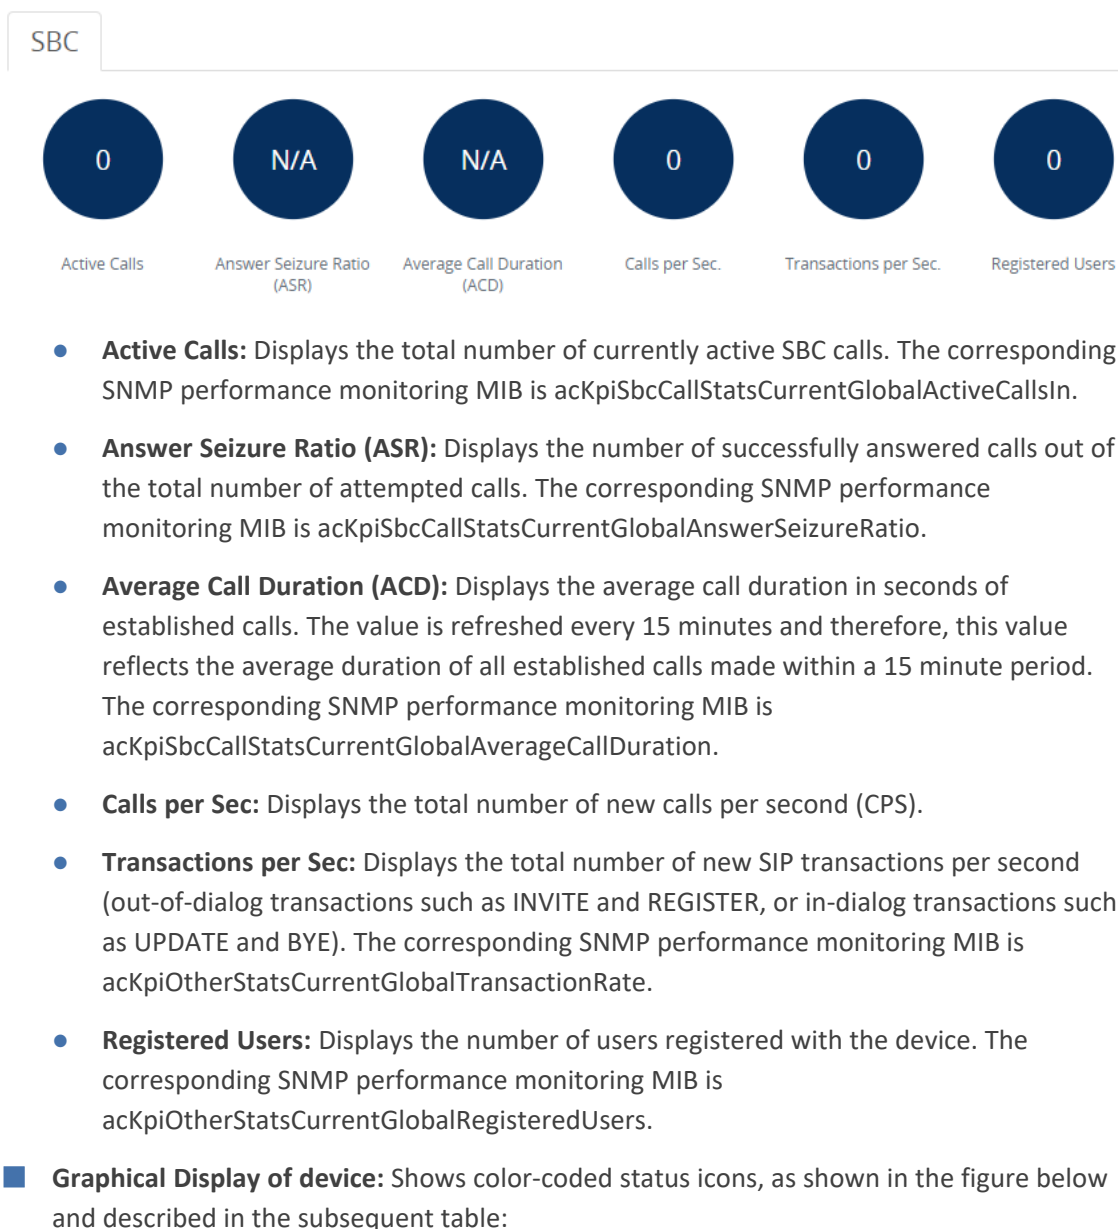 SBC
0
N/A
N/A
0
0
0
Active Calls
Answer Seizure Ratio
(ASR)
Average Call Duration
(ACD)
Calls per Sec.
Transactions per Sec.
Registered Users
● Active Calls: Displays the total number of currently active SBC calls. The corresponding
SNMP performance monitoring MIB is acKpiSbcCallStatsCurrentGlobalActiveCallsIn.
● Answer Seizure Ratio (ASR): Displays the number of successfully answered calls out of
the total number of attempted calls. The corresponding SNMP performance
monitoring MIB is acKpiSbcCallStatsCurrentGlobalAnswerSeizureRatio.
● Average Call Duration (ACD): Displays the average call duration in seconds of
established calls. The value is refreshed every 15 minutes and therefore, this value
reflects the average duration of all established calls made within a 15 minute period.
The corresponding SNMP performance monitoring MIB is
acKpiSbcCallStatsCurrentGlobalAverageCallDuration.
● Calls per Sec: Displays the total number of new calls per second (CPS).
● Transactions per Sec: Displays the total number of new SIP transactions per second
(out-of-dialog transactions such as INVITE and REGISTER, or in-dialog transactions such
as UPDATE and BYE). The corresponding SNMP performance monitoring MIB is
acKpiOtherStatsCurrentGlobalTransactionRate.
● Registered Users: Displays the number of users registered with the device. The
corresponding SNMP performance monitoring MIB is
acKpiOtherStatsCurrentGlobalRegisteredUsers.
■ Graphical Display of device: Shows color-coded status icons, as shown in the figure below
and described in the subsequent table: